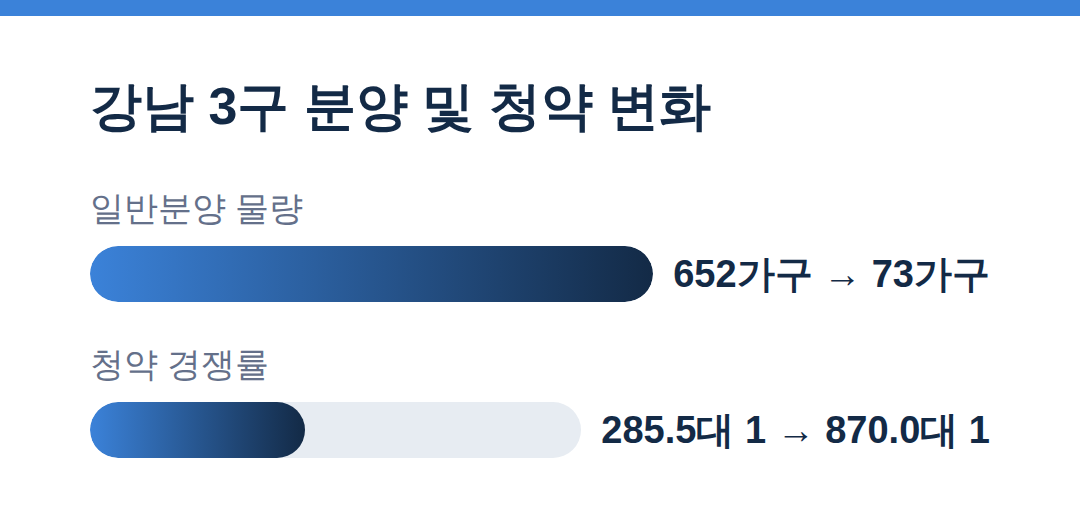 강남 3구 분양 및 청약 변화
일반분양 물량
652가구 → 73가구
청약 경쟁률
285.5대 1 → 870.0대 1